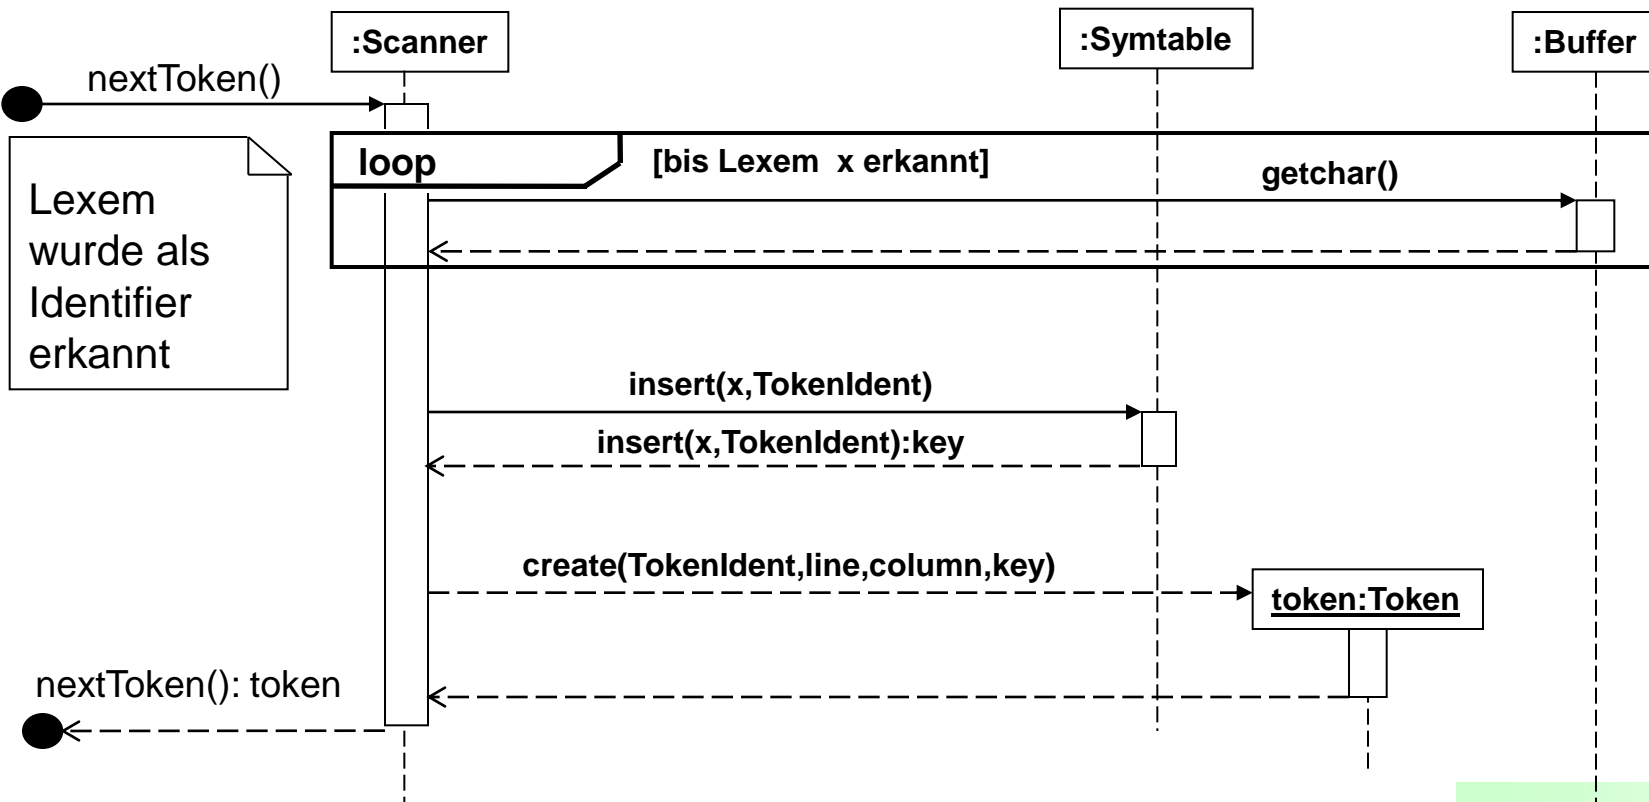 :Scanner
:Symtable
:Buffer
nextToken()
loop
[bis Lexem x erkannt]
getchar()
Lexem
wurde als
Identifier
erkannt
insert(x,TokenIdent)
insert(x,TokenIdent):key
create(TokenIdent,line,column,key)
token:Token
nextToken(): token